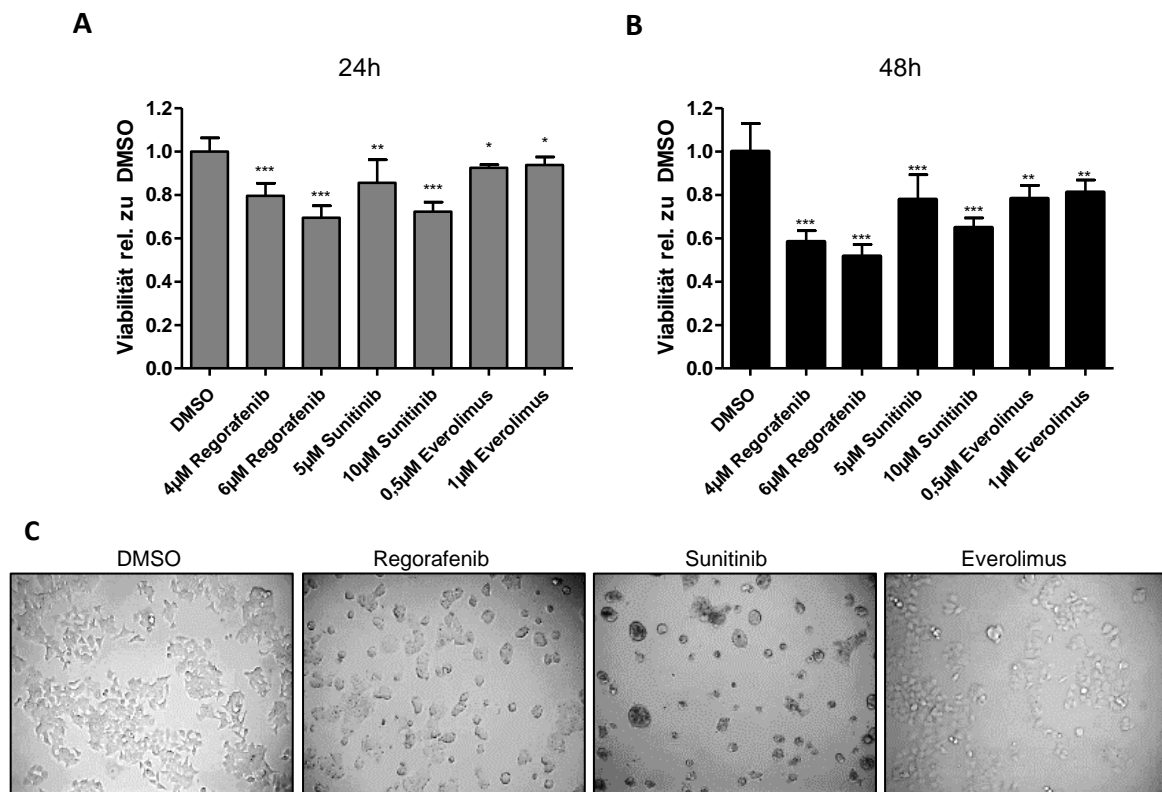 A
24h
Viabilität rel. zu DMSO
1.2
1.0
0.8
0.6
0.4
0.2
0.0
***
***
**
***
*
*
DMSO
4µM Regorafenib
6µM Regorafenib
5µM Sunitinib
10µM Sunitinib
0,5µM Everolimus
1µM Everolimus
B
48h
Viabilität rel. zu DMSO
1.2
1.0
0.8
0.6
0.4
0.2
0.0
***
***
***
***
**
**
DMSO
4µM Regorafenib
6µM Regorafenib
5µM Sunitinib
10µM Sunitinib
0,5µM Everolimus
1µM Everolimus
C
DMSO
Regorafenib
Sunitinib
Everolimus